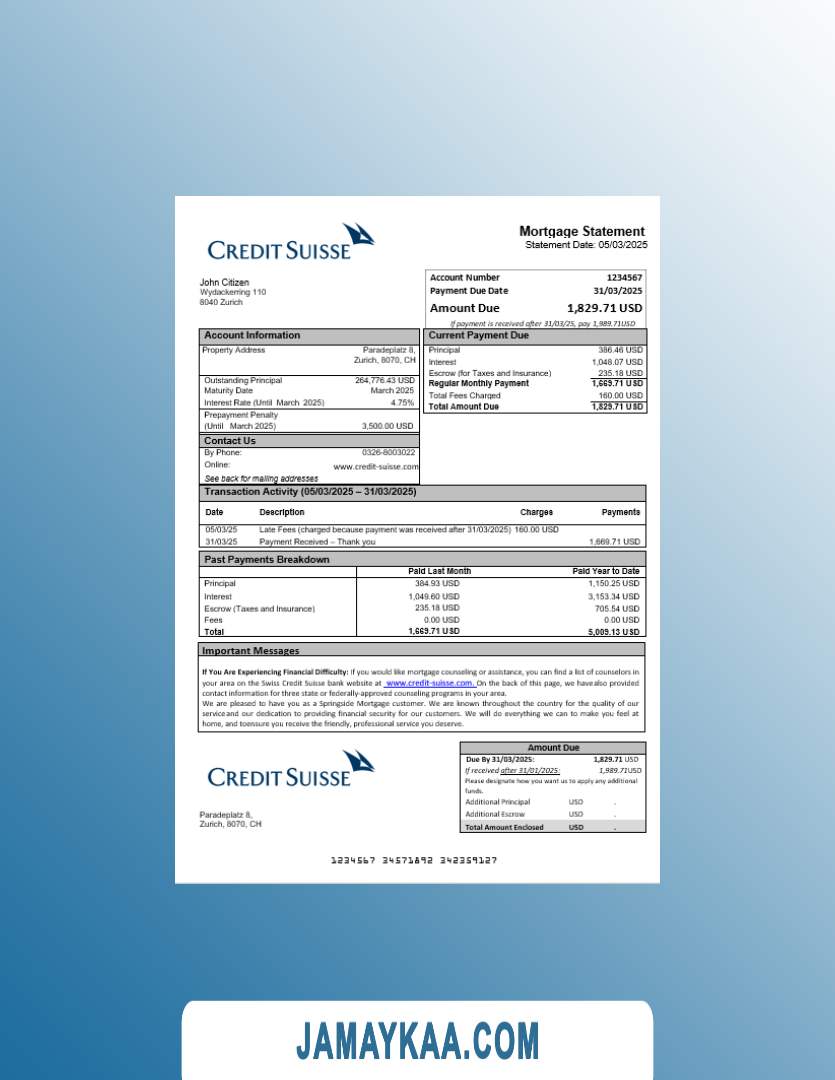 CREDIT SUISSE
Mortgage Statement
Statement Date: 05/03/2025
John Citizen
Wydackerring 110
8040 Zurich
Account Number 1234567
Payment Due Date 31/03/2025
Amount Due 1,829.71 USD
If payment is received after 31/03/25, pay 1,989.71USD
Account Information
Property Address Paradeplatz 8,
Zurich, 8070, CH
Outstanding Principal 264,776.43 USD
Maturity Date March 2025
Interest Rate (Until March 2025) 4.75%
Prepayment Penalty
(Until March 2025) 3,500.00 USD
Current Payment Due
Principal 386.46 USD
Interest 1,048.07 USD
Escrow (for Taxes and Insurance) 235.18 USD
Regular Monthly Payment 1,669.71 USD
Total Fees Charged 160.00 USD
Total Amount Due 1,829.71 USD
Contact Us
By Phone: 0326-8003022
Online: www.credit-suisse.com
See back for mailing addresses
Transaction Activity (05/03/2025 – 31/03/2025)
Date Description Charges Payments
05/03/25 Late Fees (charged because payment was received after 31/03/2025) 160.00 USD
31/03/25 Payment Received – Thank you 1,669.71 USD
Past Payments Breakdown
Paid Last Month Paid Year to Date
Principal 384.93 USD 1,150.25 USD
Interest 1,049.60 USD 3,153.34 USD
Escrow (Taxes and Insurance) 235.18 USD 705.54 USD
Fees 0.00 USD 0.00 USD
Total 1,669.71 USD 5,009.13 USD
Important Messages
If You Are Experiencing Financial Difficulty: If you would like mortgage counseling or assistance, you can find a list of counselors in
your area on the Swiss Credit Suisse bank website at www.credit-suisse.com. On the back of this page, we havealso provided
contact information for three state or federally-approved counseling programs in your area.
We are pleased to have you as a Springside Mortgage customer. We are known throughout the country for the quality of our
serviceand our dedication to providing financial security for our customers. We will do everything we can to make you feel at
home, and toensure you receive the friendly, professional service you deserve.
CREDIT SUISSE
Paradeplatz 8,
Zurich, 8070, CH
Amount Due
Due By 31/03/2025: 1,829.71 USD
If received after 31/01/2025: 1,989.71USD
Please designate how you want us to apply any additional
funds.
Additional Principal USD .
Additional Escrow USD .
Total Amount Enclosed USD .
1234567 34571892 342359127
JAMAYKAA.COM